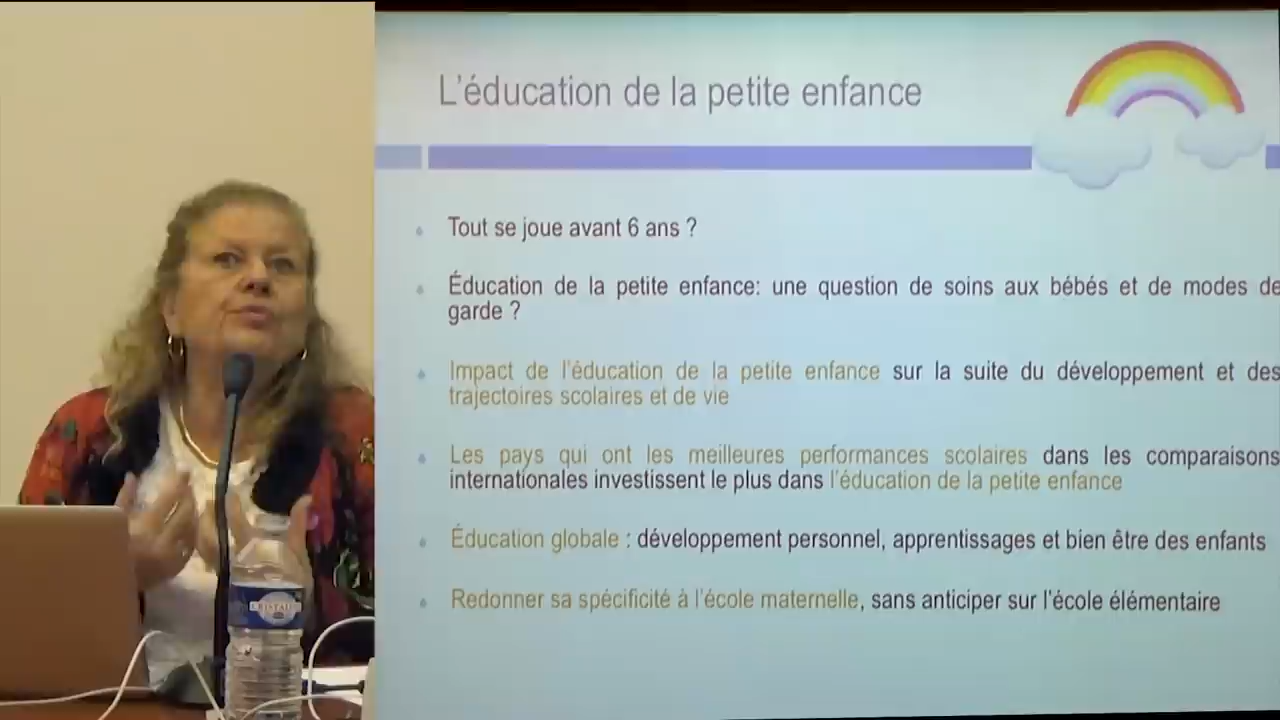 L'éducation de la petite enfance
Tout se joue avant 6 ans ?
Éducation de la petite enfance: une question de soins aux bébés et de modes de
garde ?
Impact de l'éducation de la petite enfance sur la suite du développement et des
trajectoires scolaires et de vie
Les pays qui ont les meilleures performances scolaires dans les comparaisons
internationales investissent le plus dans l'éducation de la petite enfance
Éducation globale : développement personnel, apprentissages et bien être des enfants
Redonner sa spécificité à l'école maternelle, sans anticiper sur l'école élémentaire
CRISTALINE